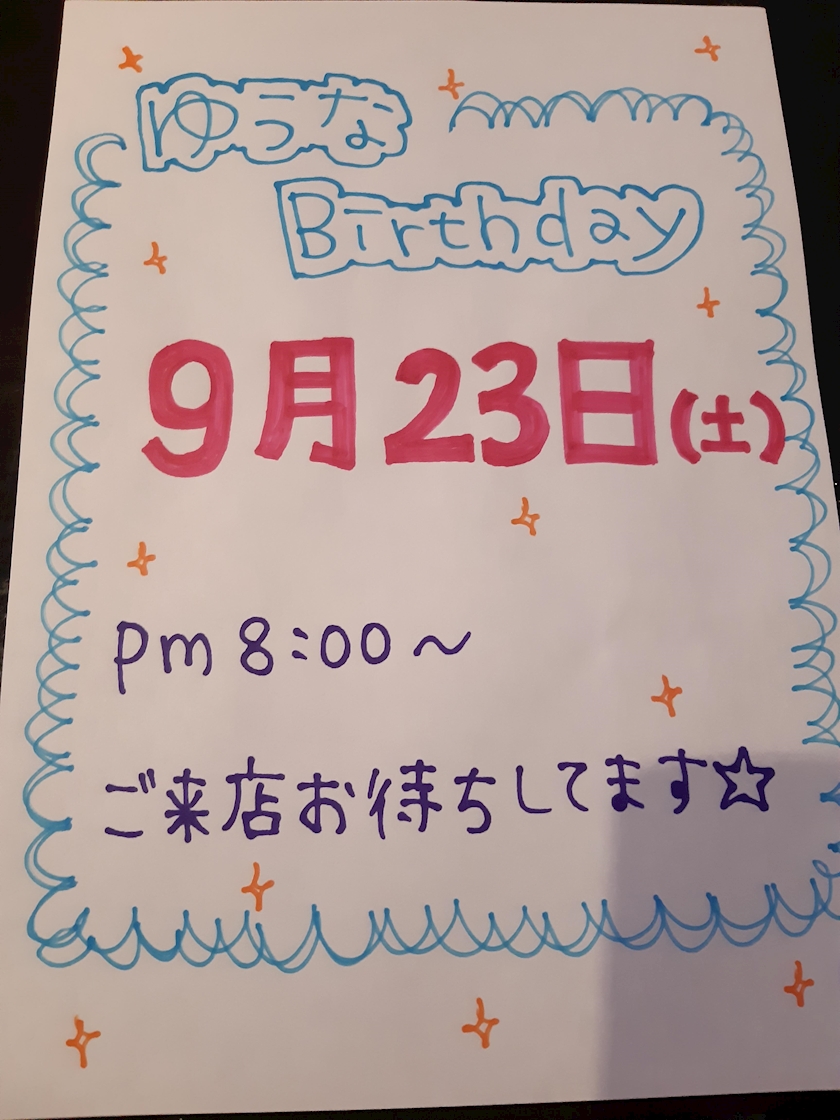 ゆうな
Birthday
9月23日(土)
pm 8:00～
ご来店お待ちしてます☆